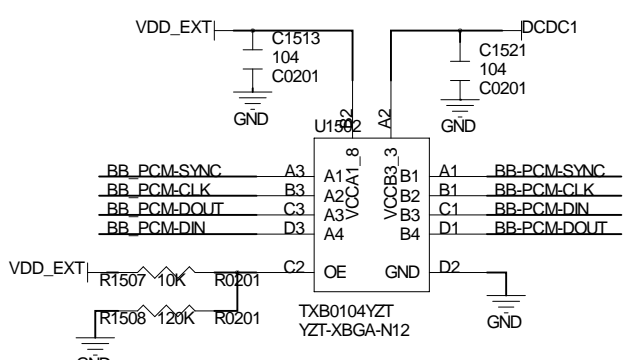 VDD_EXT
C1513
104
C0201
GND
DCDC1
C1521
104
C0201
GND
B2
A2
U1502
VCCA1_8
VCCB3_3
BB_PCM-SYNC A3 A1 B1 A1 BB-PCM-SYNC
BB_PCM-CLK B3 A2 B2 B1 BB-PCM-CLK
BB_PCM-DOUT C3 A3 B3 C1 BB-PCM-DIN
BB_PCM-DIN D3 A4 B4 D1 BB-PCM-DOUT
VDD_EXT C2 OE GND D2
R1507 10K R0201
R1508 120K R0201
GND
TXB0104YZT
YZT-XBGA-N12
GND